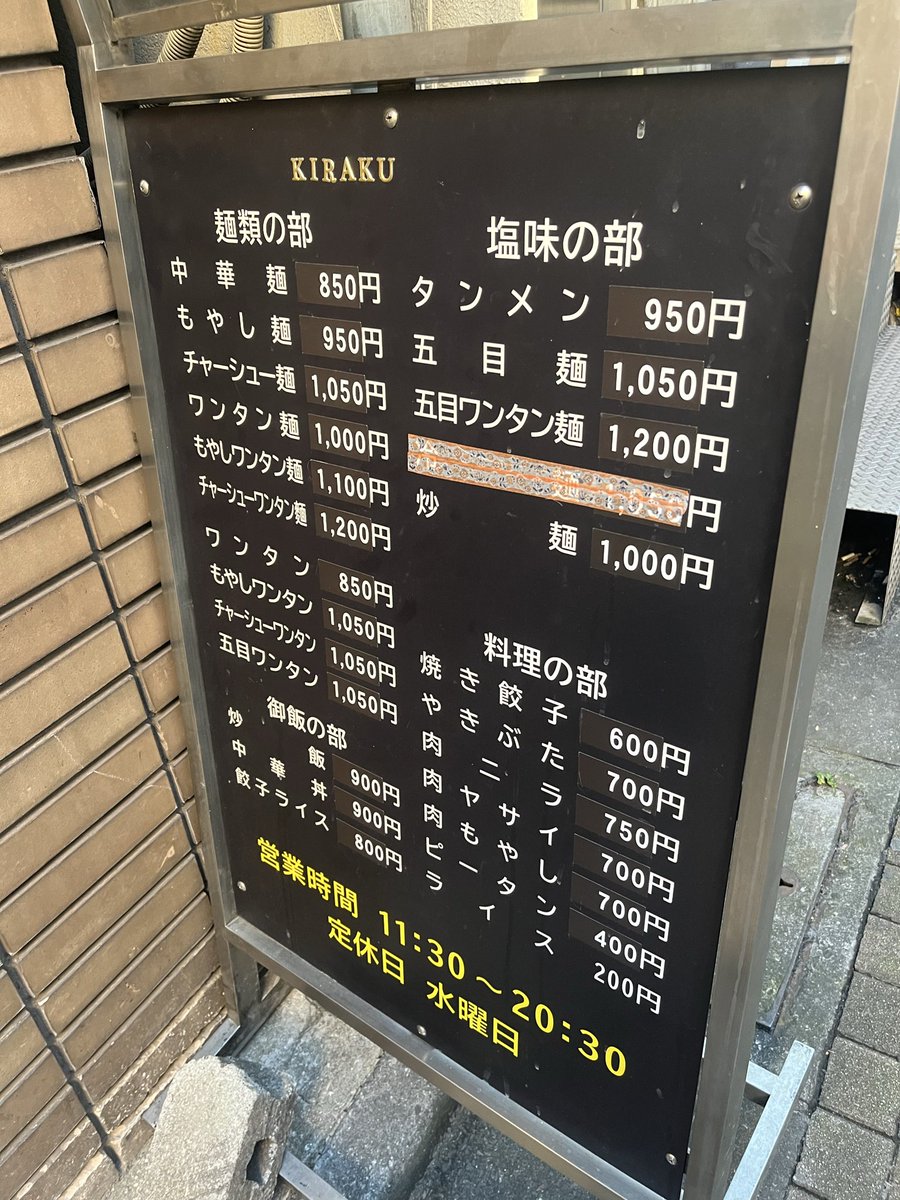 KIRAKU
麺類の部
中華麺 850円
もやし麺 950円
チャーシュー麺 1,050円
ワンタン麺 1,000円
もやしワンタン麺 1,100円
チャーシューワンタン麺 1,200円
ワンタン 850円
もやしワンタン 1,050円
チャーシューワンタン 1,050円
五目ワンタン 1,050円
御飯の部
炒飯 900円
中華丼 900円
餃子ライス 800円
塩味の部
タンメン 950円
五目麺 1,050円
五目ワンタン麺 1,200円
円
炒麺 1,000円
料理の部
焼き餃子 600円
やきぶた 700円
肉ニラ 750円
肉ヤサイ 700円
肉もやし 700円
ピータン 400円
ライス 200円
営業時間 11:30～20:30
定休日 水曜日